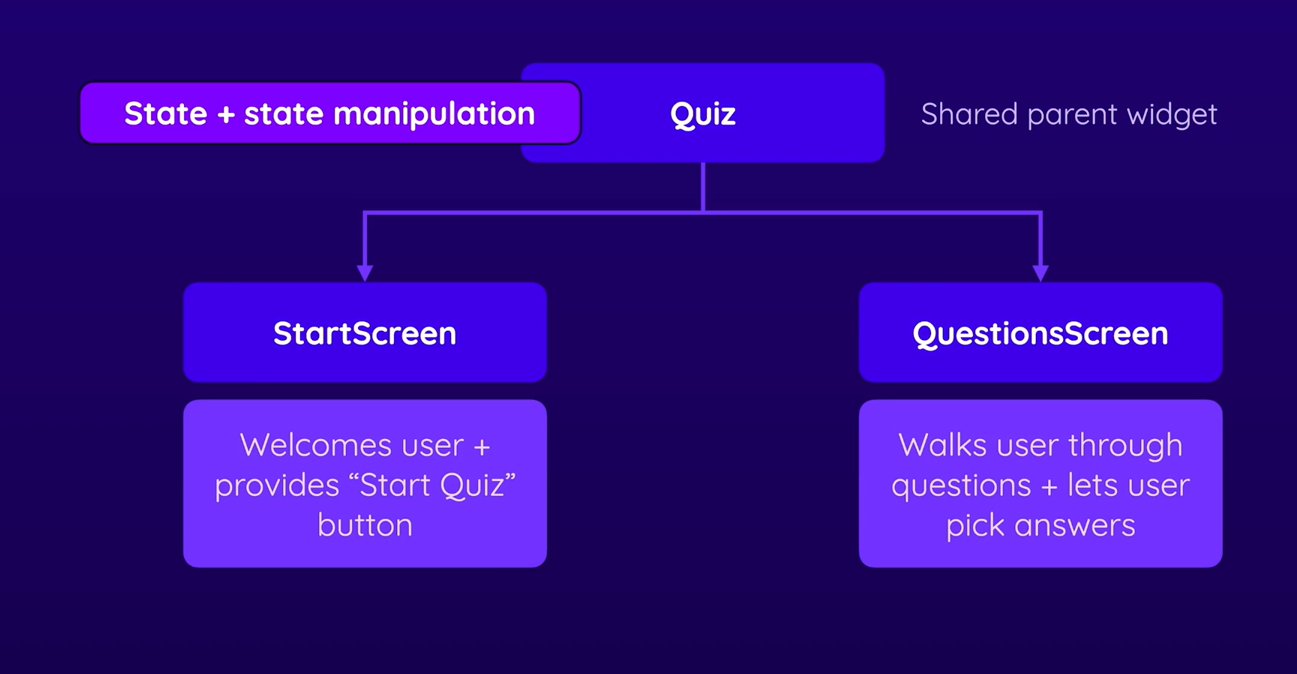 State + state manipulation
Quiz
Shared parent widget
StartScreen
QuestionsScreen
Welcomes user +
provides “Start Quiz”
button
Walks user through
questions + lets user
pick answers